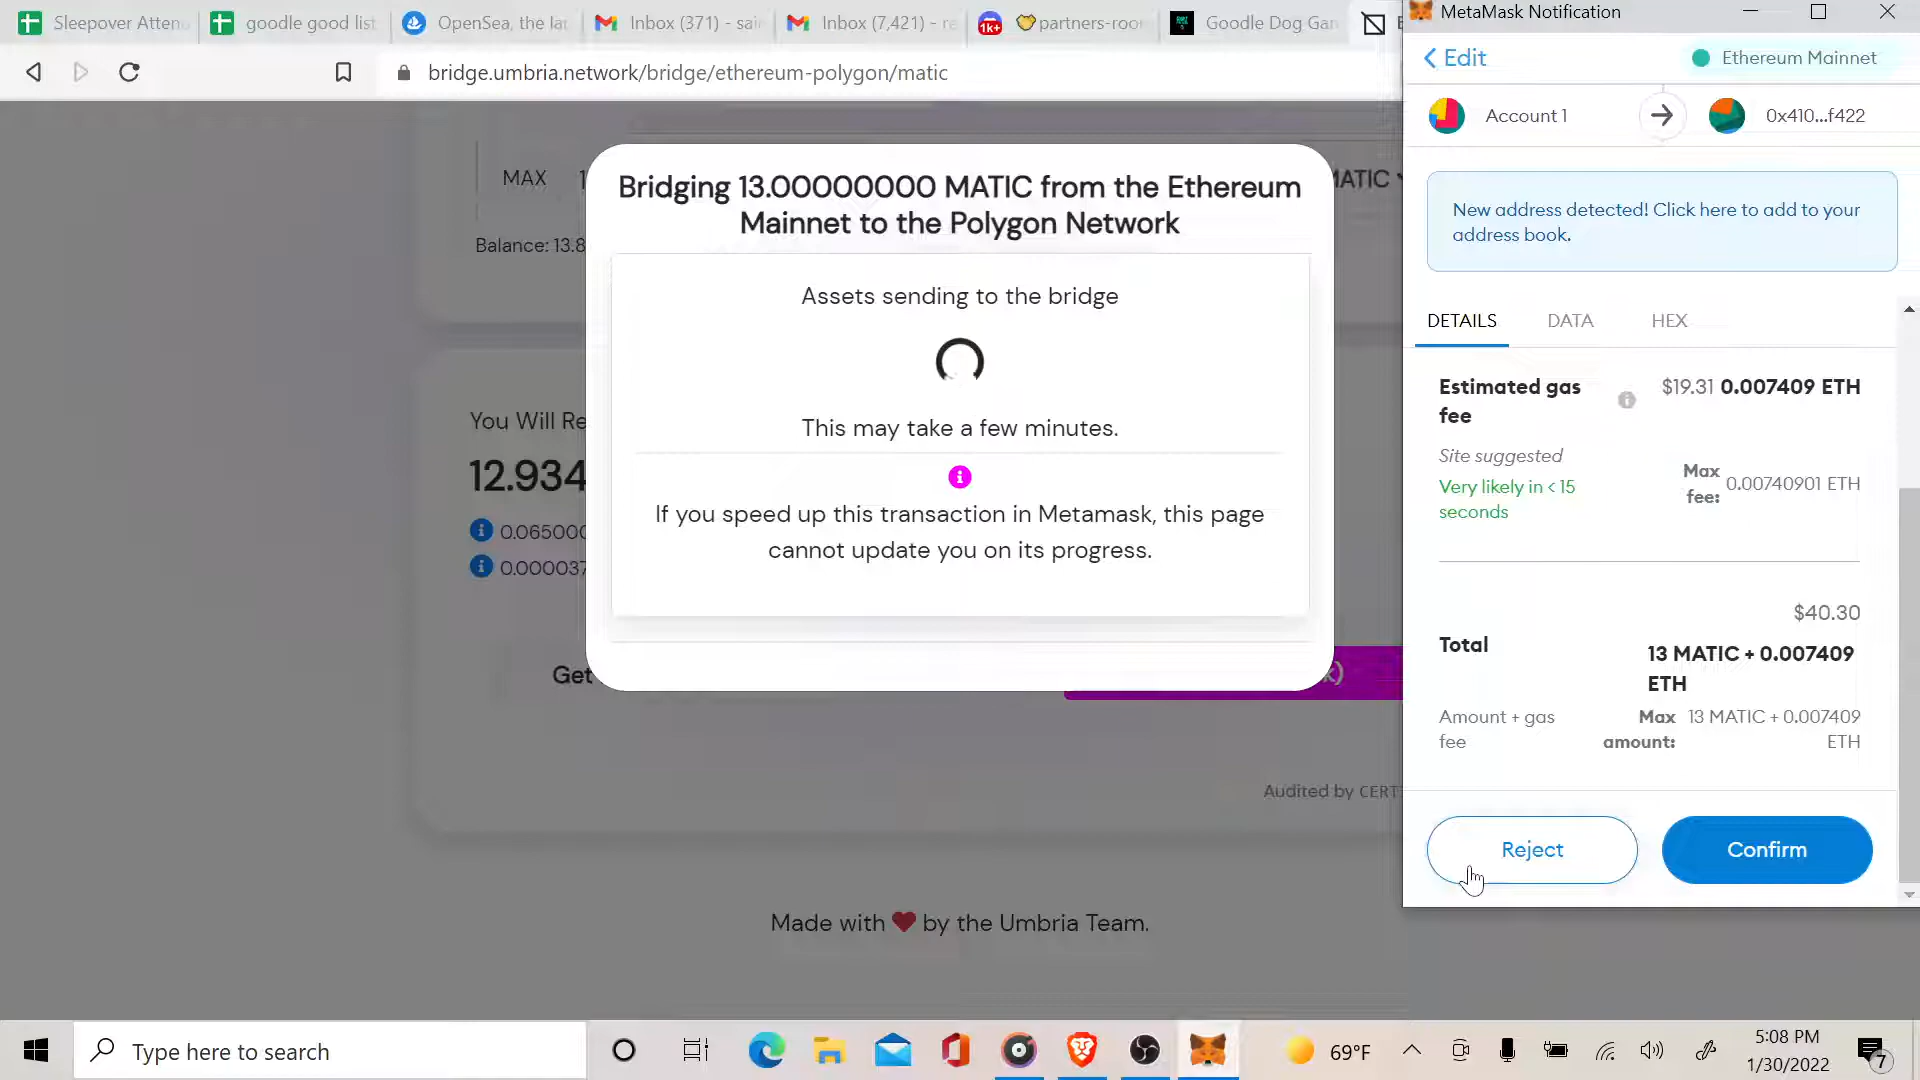 Sleepover Atten
goodle good list
OpenSea, the la
Inbox (371) - sai
Inbox (7,421) - r
1k+
partners-roo
Goodle Dog Gan
MetaMask Notification
bridge.umbria.network/bridge/ethereum-polygon/matic
Edit
Ethereum Mainnet
Account 1
0x410...f422
New address detected! Click here to add to your
address book.
DETAILS
DATA
HEX
Estimated gas
fee
$19.31 0.007409 ETH
Site suggested
Very likely in < 15
seconds
Max
fee:
0.00740901 ETH
$40.30
Total
13 MATIC + 0.007409
ETH
Amount + gas
fee
Max
amount:
13 MATIC + 0.007409
ETH
Reject
Confirm
MAX
MATIC
Balance: 13.8
You Will Re
12.934
0.065000
0.000037
Get
Bridging 13.00000000 MATIC from the Ethereum
Mainnet to the Polygon Network
Assets sending to the bridge
This may take a few minutes.
If you speed up this transaction in Metamask, this page
cannot update you on its progress.
Audited by CERT
Made with ❤ by the Umbria Team.
Type here to search
69°F
5:08 PM
1/30/2022
7